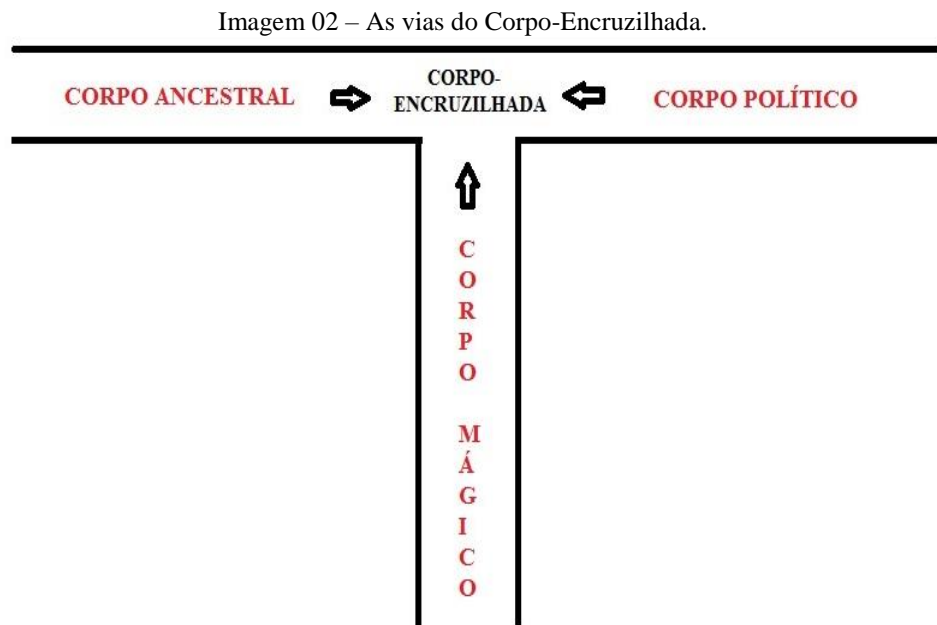 Imagem 02 – As vias do Corpo-Encruzilhada.
CORPO ANCESTRAL
CORPO-
ENCRUZILHADA
CORPO POLÍTICO
C
O
R
P
O
M
Á
G
I
C
O